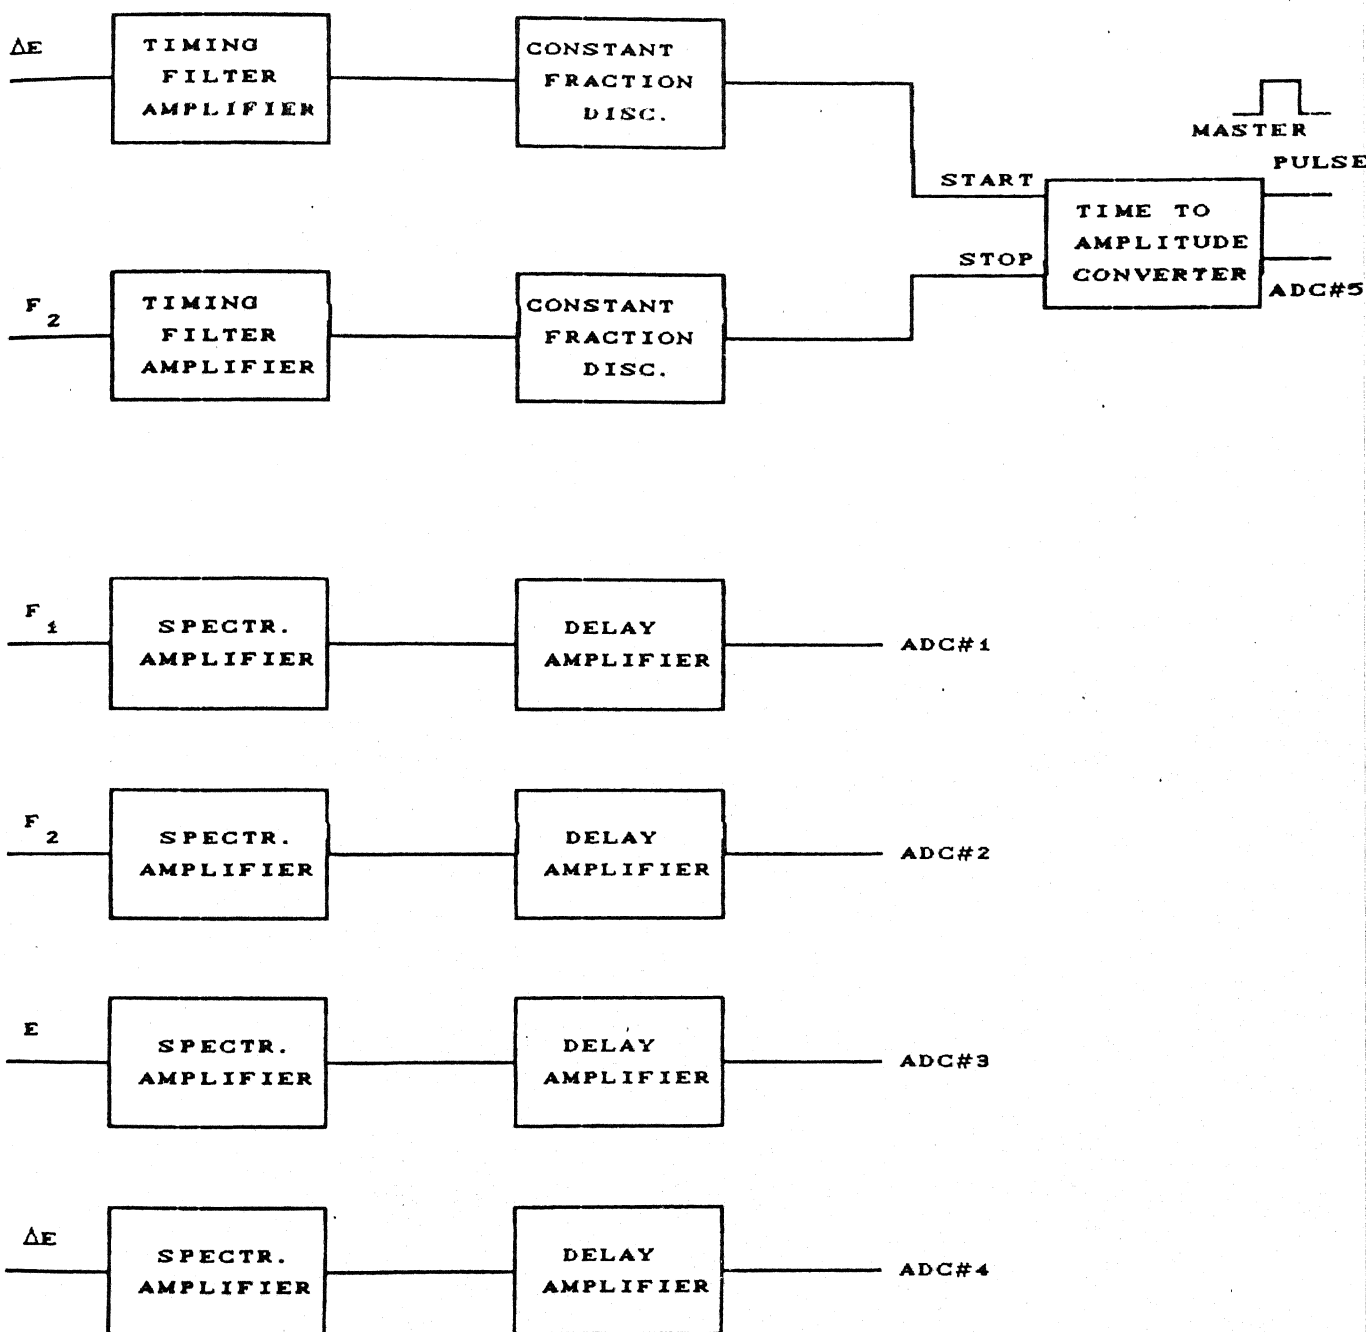 ΔE
TIMING
FILTER
AMPLIFIER
CONSTANT
FRACTION
DISC.
MASTER
PULSE
START
TIME TO
AMPLITUDE
CONVERTER
STOP
ADC#5
F2
TIMING
FILTER
AMPLIFIER
CONSTANT
FRACTION
DISC.
F1
SPECTR.
AMPLIFIER
DELAY
AMPLIFIER
ADC#1
F2
SPECTR.
AMPLIFIER
DELAY
AMPLIFIER
ADC#2
E
SPECTR.
AMPLIFIER
DELAY
AMPLIFIER
ADC#3
ΔE
SPECTR.
AMPLIFIER
DELAY
AMPLIFIER
ADC#4